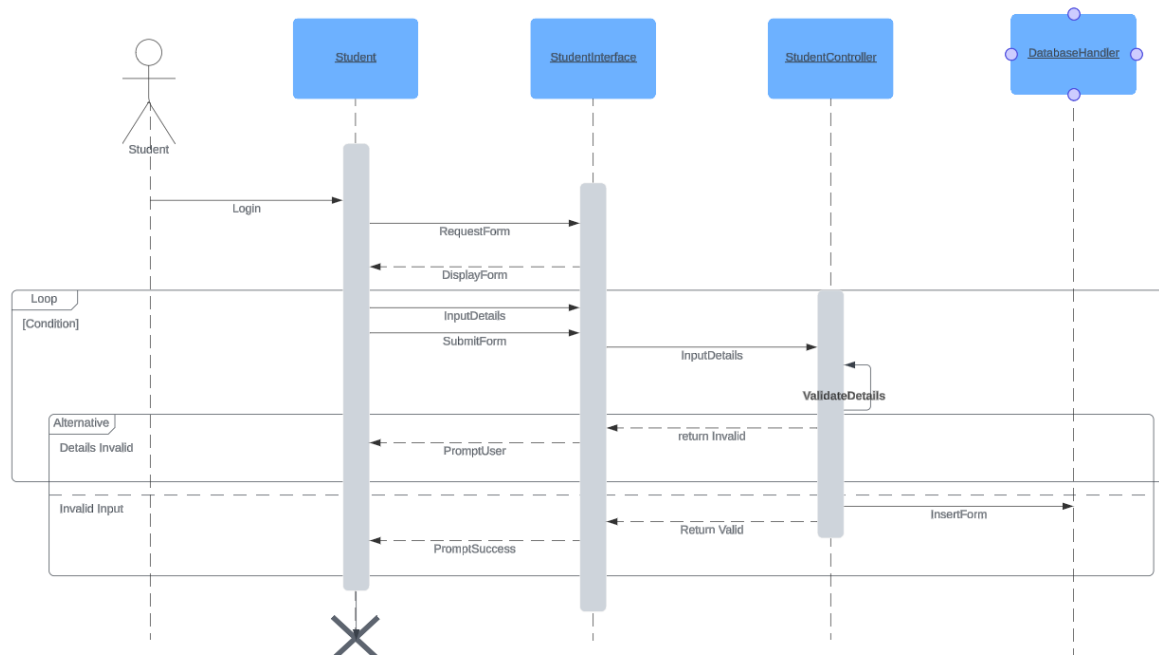 Student
StudentInterface
StudentController
DatabaseHandler
Student
Login
RequestForm
DisplayForm
Loop
[Condition]
InputDetails
SubmitForm
InputDetails
ValidateDetails
Alternative
Details Invalid
return Invalid
PromptUser
Invalid Input
InsertForm
Return Valid
PromptSuccess